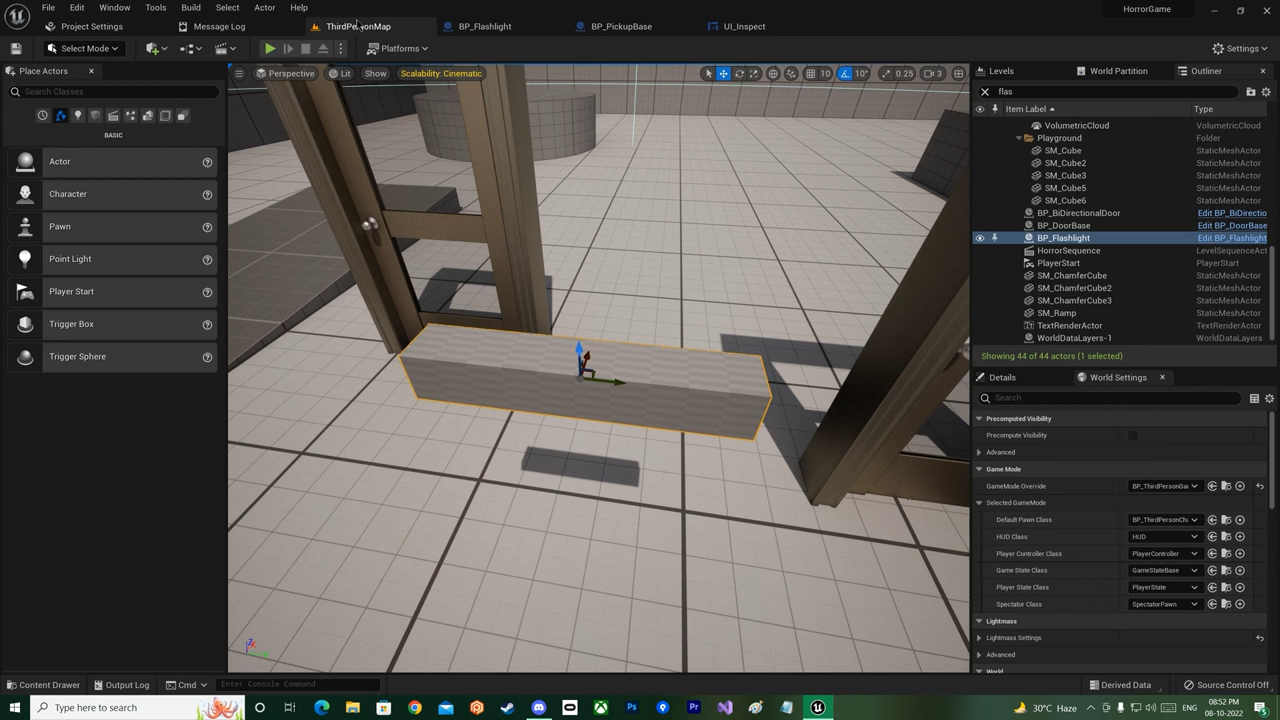 File Edit Window Tools Build Select Actor Help
HorrorGame
Project Settings Message Log ThirdPersonMap BP_Flashlight BP_PickupBase UI_Inspect
Select Mode Platforms Settings
Place Actors
Search Classes
BASIC
Actor
Character
Pawn
Point Light
Player Start
Trigger Box
Trigger Sphere
Perspective Lit Show Scalability: Cinematic 10 10° 0.25 3
Levels World Partition Outliner
flas
Item Label Type
VolumetricCloud VolumetricCloud
Playground Folder
SM_Cube StaticMeshActor
SM_Cube2 StaticMeshActor
SM_Cube3 StaticMeshActor
SM_Cube5 StaticMeshActor
SM_Cube6 StaticMeshActor
BP_BiDirectionalDoor Edit BP_BiDirectio
BP_DoorBase Edit BP_DoorBase
BP_Flashlight Edit BP_Flashlight
HorrorSequence LevelSequenceAct
PlayerStart PlayerStart
SM_ChamferCube StaticMeshActor
SM_ChamferCube2 StaticMeshActor
SM_ChamferCube3 StaticMeshActor
SM_Ramp StaticMeshActor
TextRenderActor TextRenderActor
WorldDataLayers-1 WorldDataLayers
Showing 44 of 44 actors (1 selected)
Details World Settings
Search
Precomputed Visibility
Precompute Visibility
Advanced
Game Mode
GameMode Override BP_ThirdPersonGa
Selected GameMode
Default Pawn Class BP_ThirdPersonCh
HUD Class HUD
Player Controller Class PlayerController
Game State Class GameStateBase
Player State Class PlayerState
Spectator Class SpectatorPawn
Lightmass
Lightmass Settings
Advanced
World
Content Drawer Output Log Cmd Enter Console Command Derived Data Source Control Off
Type here to search
30°C Haze
08:52 PM
08-10-2022